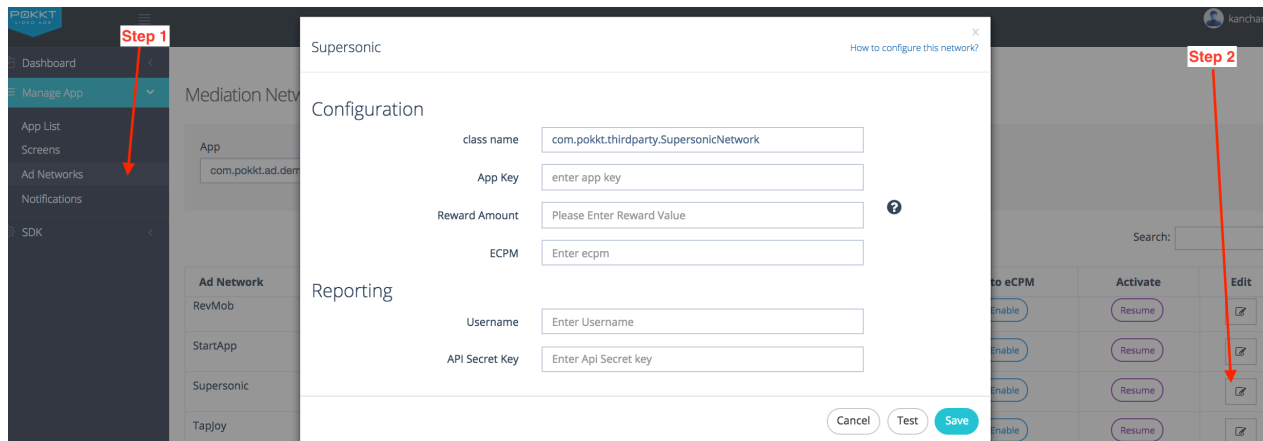 POKKT
VIDEO ADS
Step 1
kanchan
Supersonic
x
How to configure this network?
Step 2
Dashboard
Manage App
Mediation Netw
Configuration
App List
Screens
Ad Networks
Notifications
SDK
App
com.pokkt.ad.dem
class name
com.pokkt.thirdparty.SupersonicNetwork
App Key
enter app key
Reward Amount
Please Enter Reward Value
?
ECPM
Enter ecpm
Search:
Ad Network
to eCPM
Activate
Edit
Reporting
RevMob
Enable
Resume
Username
Enter Username
StartApp
Enable
Resume
API Secret Key
Enter Api Secret key
Supersonic
Enable
Resume
Cancel
Test
Save
TapJoy
Enable
Resume